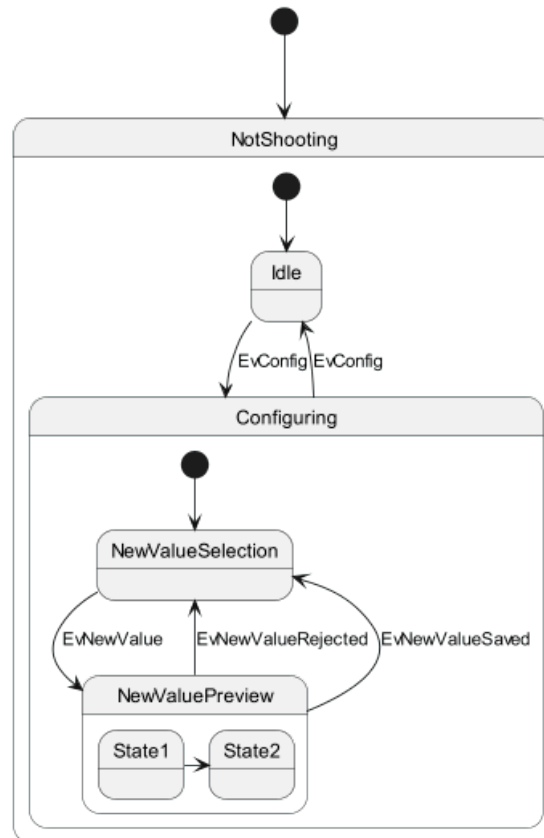 NotShooting
Idle
EvConfig EvConfig
Configuring
NewValueSelection
EvNewValue EvNewValueRejected EvNewValueSaved
NewValuePreview
State1 State2